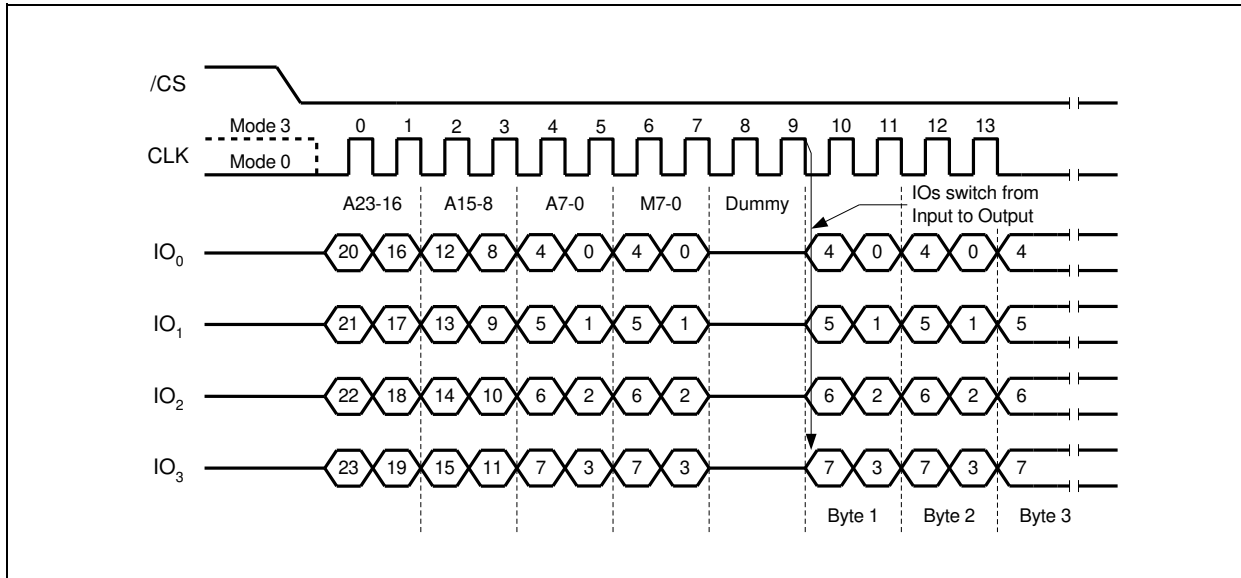 /CS
Mode 3 0 1 2 3 4 5 6 7 8 9 10 11 12 13
CLK
Mode 0
A23-16 A15-8 A7-0 M7-0 Dummy IOs switch from
Input to Output
IO0 20 16 12 8 4 0 4 0 4 0 4 0 4
IO1 21 17 13 9 5 1 5 1 5 1 5 1 5
IO2 22 18 14 10 6 2 6 2 6 2 6 2 6
IO3 23 19 15 11 7 3 7 3 7 3 7 3 7
Byte 1 Byte 2 Byte 3